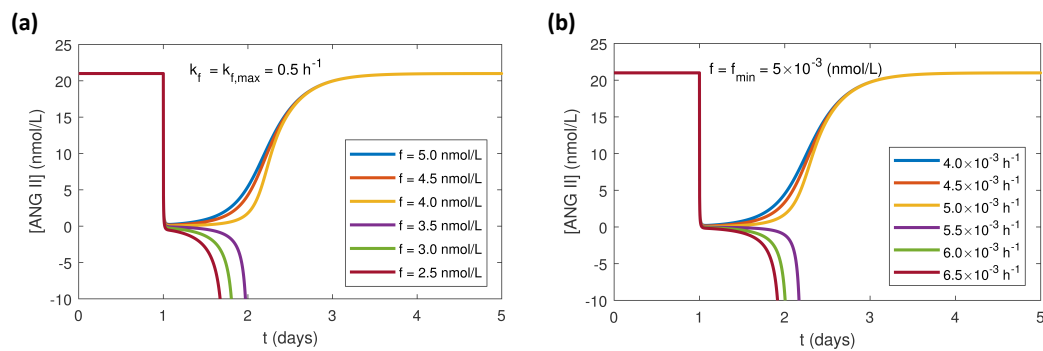 (a)
k_f = k_f,max = 0.5 h⁻¹
25
20
15
10
5
0
-5
-10
[ANG II] (nmol/L)
f = 5.0 nmol/L
f = 4.5 nmol/L
f = 4.0 nmol/L
f = 3.5 nmol/L
f = 3.0 nmol/L
f = 2.5 nmol/L
0 1 2 3 4 5
t (days)
(b)
f = f_min = 5×10⁻³ (nmol/L)
25
20
15
10
5
0
-5
-10
[ANG II] (nmol/L)
4.0×10⁻³ h⁻¹
4.5×10⁻³ h⁻¹
5.0×10⁻³ h⁻¹
5.5×10⁻³ h⁻¹
6.0×10⁻³ h⁻¹
6.5×10⁻³ h⁻¹
0 1 2 3 4 5
t (days)